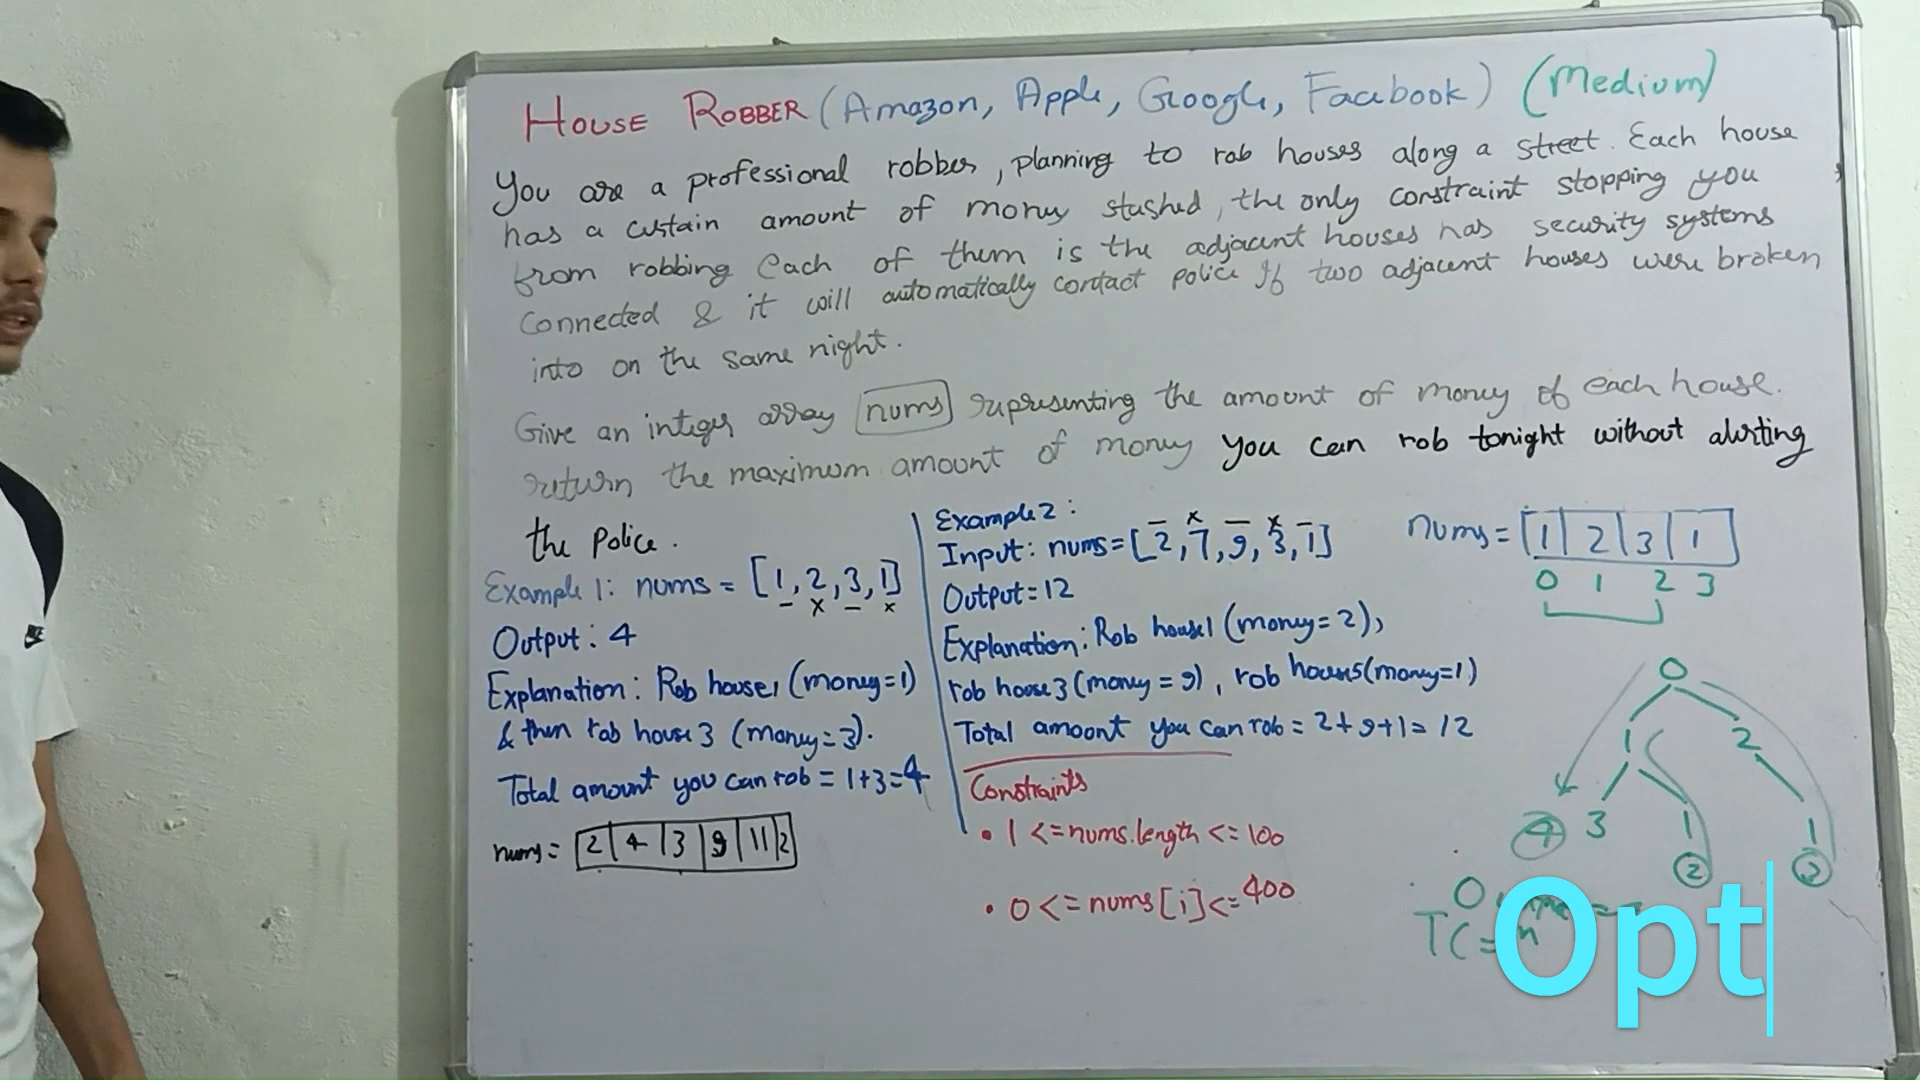 HOUSE ROBBER (Amazon, Apple, Google, Facebook) (Medium)
You are a professional robber, planning to rob houses along a street. Each house
has a certain amount of money stashed, the only constraint stopping you
from robbing each of them is the adjacent houses has security systems
Connected & it will automatically contact police if two adjacent houses were broken
into on the same night.
Give an integer array nums representing the amount of money of each house.
return the maximum amount of money you can rob tonight without alerting
the Police.
Example 1: nums = [1, 2, 3, 1]
- x - x
Output: 4
Explanation: Rob house1 (money=1)
& then rob house 3 (money=3).
Total amount you can rob = 1+3=4
nums = 2 | 4 | 3 | 9 | 11 | 2
Example 2:
- x - x -
Input: nums=[2, 7, 9, 3, 1]
Output=12
Explanation: Rob house1 (money=2),
rob house3 (money=9), rob houses5 (money=1)
Total amoont you can rob = 2+9+1=12
Constraints
• 1 <= nums.length <= 100
• 0 <= nums[i] <= 400
nums = 1 | 2 | 3 | 1
0 1 2 3
0
1 2
4 3 1 1
2
TC =
Opt